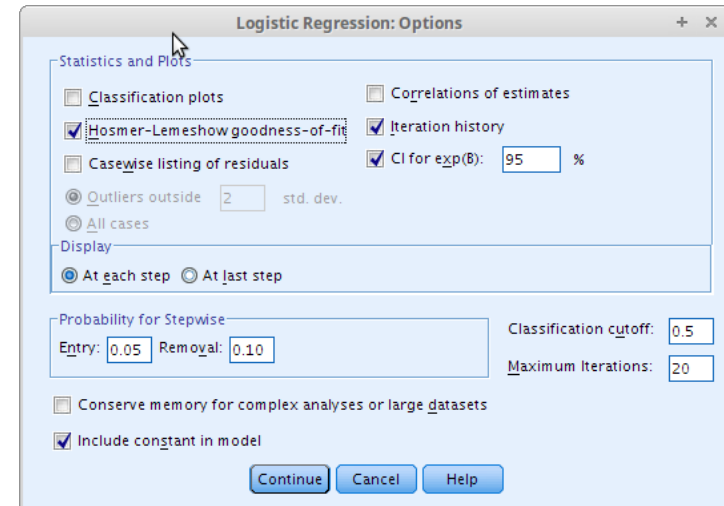 Logistic Regression: Options
Statistics and Plots
Classification plots
Correlations of estimates
Hosmer-Lemeshow goodness-of-fit
Iteration history
Casewise listing of residuals
CI for exp(B): 95 %
Outliers outside 2 std. dev.
All cases
Display
At each step At last step
Probability for Stepwise
Entry: 0.05 Removal: 0.10
Classification cutoff: 0.5
Maximum Iterations: 20
Conserve memory for complex analyses or large datasets
Include constant in model
Continue Cancel Help